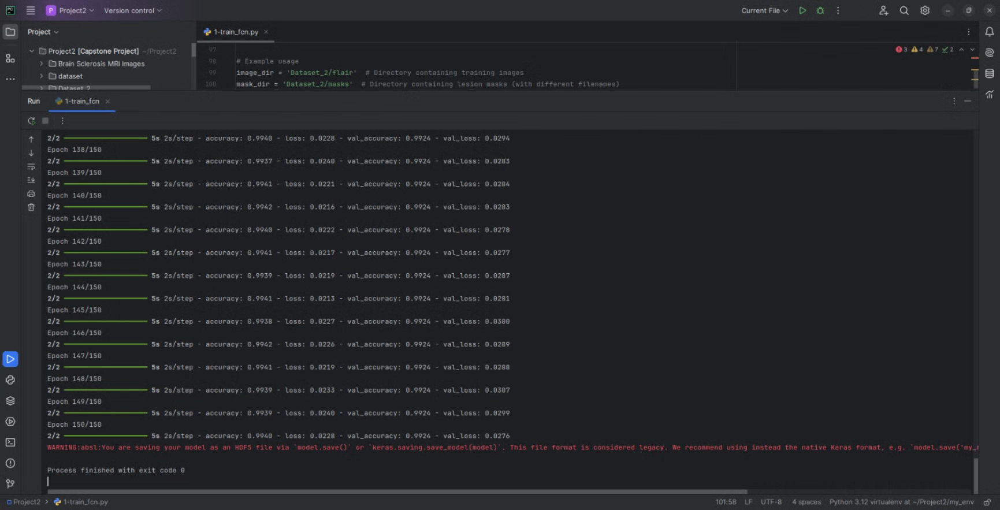 PC
P Project2 Version control Current File
Project
1-train_fcn.py
Project2 [Capstone Project] ~/Project2
Brain Sclerosis MRI Images
dataset
Dataset_2
97
3 4 7 2
98 # Example usage
99 image_dir = 'Dataset_2/flair' # Directory containing training images
100 mask_dir = 'Dataset_2/masks' # Directory containing lesion masks (with different filenames)
Run 1-train_fcn
2/2 5s 2s/step - accuracy: 0.9940 - loss: 0.0228 - val_accuracy: 0.9924 - val_loss: 0.0294
Epoch 138/150
2/2 5s 2s/step - accuracy: 0.9937 - loss: 0.0240 - val_accuracy: 0.9924 - val_loss: 0.0283
Epoch 139/150
2/2 5s 2s/step - accuracy: 0.9941 - loss: 0.0221 - val_accuracy: 0.9924 - val_loss: 0.0284
Epoch 140/150
2/2 5s 2s/step - accuracy: 0.9942 - loss: 0.0216 - val_accuracy: 0.9924 - val_loss: 0.0283
Epoch 141/150
2/2 5s 2s/step - accuracy: 0.9940 - loss: 0.0222 - val_accuracy: 0.9924 - val_loss: 0.0278
Epoch 142/150
2/2 5s 2s/step - accuracy: 0.9941 - loss: 0.0217 - val_accuracy: 0.9924 - val_loss: 0.0277
Epoch 143/150
2/2 5s 2s/step - accuracy: 0.9939 - loss: 0.0219 - val_accuracy: 0.9924 - val_loss: 0.0287
Epoch 144/150
2/2 5s 2s/step - accuracy: 0.9941 - loss: 0.0213 - val_accuracy: 0.9924 - val_loss: 0.0281
Epoch 145/150
2/2 5s 2s/step - accuracy: 0.9938 - loss: 0.0227 - val_accuracy: 0.9924 - val_loss: 0.0300
Epoch 146/150
2/2 5s 2s/step - accuracy: 0.9942 - loss: 0.0226 - val_accuracy: 0.9924 - val_loss: 0.0289
Epoch 147/150
2/2 5s 2s/step - accuracy: 0.9941 - loss: 0.0219 - val_accuracy: 0.9924 - val_loss: 0.0288
Epoch 148/150
2/2 5s 2s/step - accuracy: 0.9939 - loss: 0.0233 - val_accuracy: 0.9924 - val_loss: 0.0307
Epoch 149/150
2/2 5s 2s/step - accuracy: 0.9939 - loss: 0.0240 - val_accuracy: 0.9924 - val_loss: 0.0299
Epoch 150/150
2/2 5s 2s/step - accuracy: 0.9940 - loss: 0.0228 - val_accuracy: 0.9924 - val_loss: 0.0276
WARNING:absl:You are saving your model as an HDF5 file via `model.save()` or `keras.saving.save_model(model)`. This file format is considered legacy. We recommend using instead the native Keras format, e.g. `model.save('my_m
Process finished with exit code 0
Project2 > 1-train_fcn.py 101:58 LF UTF-8 4 spaces Python 3.12 virtualenv at ~/Project2/my_env